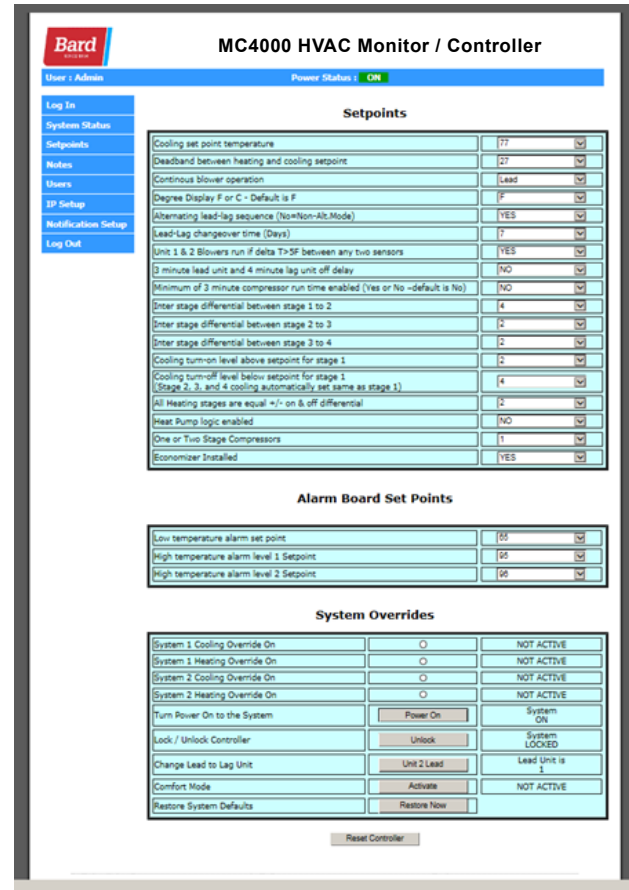 Bard
MC4000 HVAC Monitor / Controller
User : Admin
Power Status : ON
Log In
System Status
Setpoints
Notes
Users
IP Setup
Notification Setup
Log Out
Setpoints
Cooling set point temperature 77
Deadband between heating and cooling setpoint 27
Continous blower operation Lead
Degree Display F or C - Default is F F
Alternating lead-lag sequence (No=Non-Alt.Mode) YES
Lead-Lag changeover time (Days) 7
Unit 1 & 2 Blowers run if delta T>5F between any two sensors YES
3 minute lead unit and 4 minute lag unit off delay NO
Minimum of 3 minute compressor run time enabled (Yes or No –default is No) NO
Inter stage differential between stage 1 to 2 4
Inter stage differential between stage 2 to 3 2
Inter stage differential between stage 3 to 4 2
Cooling turn-on level above setpoint for stage 1 2
Cooling turn-off level below setpoint for stage 1
(Stage 2, 3, and 4 cooling automatically set same as stage 1) 4
All Heating stages are equal +/- on & off differential 2
Heat Pump logic enabled NO
One or Two Stage Compressors 1
Economizer Installed YES
Alarm Board Set Points
Low temperature alarm set point
High temperature alarm level 1 Setpoint 95
High temperature alarm level 2 Setpoint
System Overrides
System 1 Cooling Override On NOT ACTIVE
System 1 Heating Override On NOT ACTIVE
System 2 Cooling Override On NOT ACTIVE
System 2 Heating Override On NOT ACTIVE
Turn Power On to the System Power On System ON
Lock / Unlock Controller Unlock System LOCKED
Change Lead to Lag Unit Unit 2 Lead Lead Unit is 1
Comfort Mode Activate NOT ACTIVE
Restore System Defaults Restore Now
Reset Controller